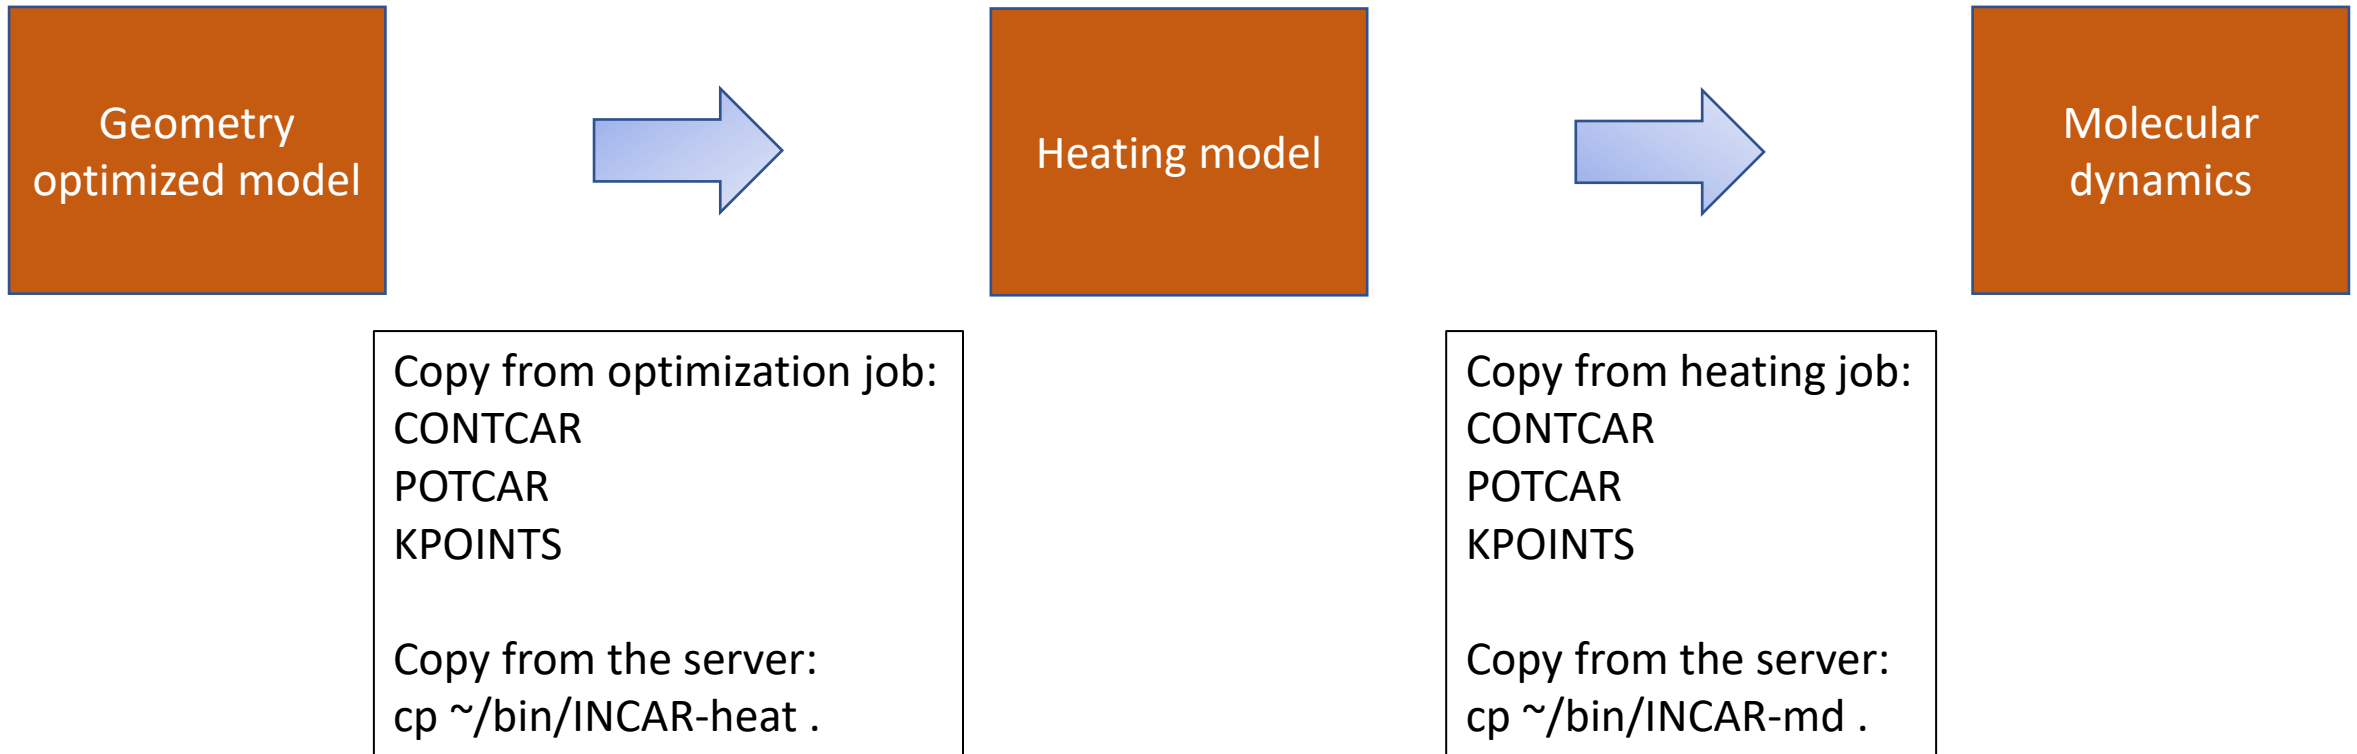 Geometry
optimized model
Heating model
Molecular
dynamics
Copy from optimization job:
CONTCAR
POTCAR
KPOINTS
Copy from the server:
cp ~/bin/INCAR-heat .
Copy from heating job:
CONTCAR
POTCAR
KPOINTS
Copy from the server:
cp ~/bin/INCAR-md .